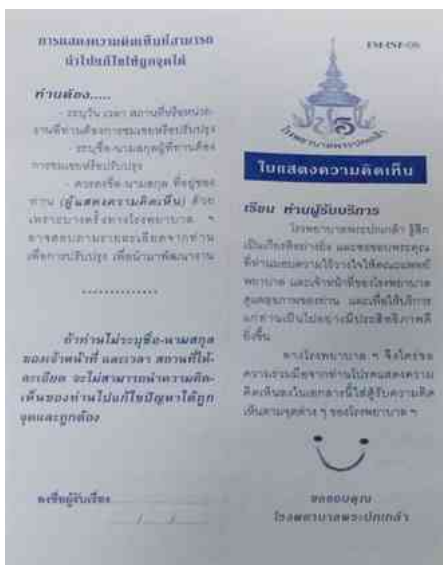 การแสดงความคิดเห็นที่สามารถ
นำไปแก้ไขให้ถูกจุดได้
ท่านต้อง.....
- ระบุวัน เวลา สถานที่หรือหน่วย-
งานที่ท่านต้องการชมเชยหรือปรับปรุง
- ระบุชื่อ-นามสกุลผู้ที่ท่านต้อง
การชมเชยหรือปรับปรุง
- ควรลงชื่อ-นามสกุล ที่อยู่ของ
ท่าน (ผู้แสดงความคิดเห็น) ด้วย
เพราะบางครั้งทางโรงพยาบาล ฯ
อาจสอบถามรายละเอียดจากท่าน
เพื่อการปรับปรุง เพื่อนำมาพัฒนางาน
..............
ถ้าท่านไม่ระบุชื่อ-นามสกุล
ของเจ้าหน้าที่ และเวลา สถานที่ให้-
ละเอียด จะไม่สามารถนำความคิด-
เห็นของท่านไปแก้ไขปัญหาได้ถูก
จุดและถูกต้อง
ลงชื่อผู้รับเรื่อง
/ /
FM-INF-08
โรงพยาบาลพระปกเกล้า
ใบแสดงความคิดเห็น
เรียน ท่านผู้รับบริการ
โรงพยาบาลพระปกเกล้า รู้สึก
เป็นเกียรติอย่างยิ่ง และขอขอบพระคุณ
ที่ท่านมอบความไว้วางใจให้คณะแพทย์
พยาบาล และเจ้าหน้าที่ของโรงพยาบาล
ดูแลสุขภาพของท่าน และเพื่อให้บริการ
แก่ท่านเป็นไปอย่างมีประสิทธิภาพดี
ยิ่งขึ้น
ทางโรงพยาบาล ฯ จึงใคร่ขอ
ความร่วมมือจากท่านโปรดแสดงความ
คิดเห็นลงในเอกสารนี้ใส่ตู้รับความคิด
เห็นตามจุดต่าง ๆ ของโรงพยาบาล ฯ
ขอขอบคุณ
โรงพยาบาลพระปกเกล้า